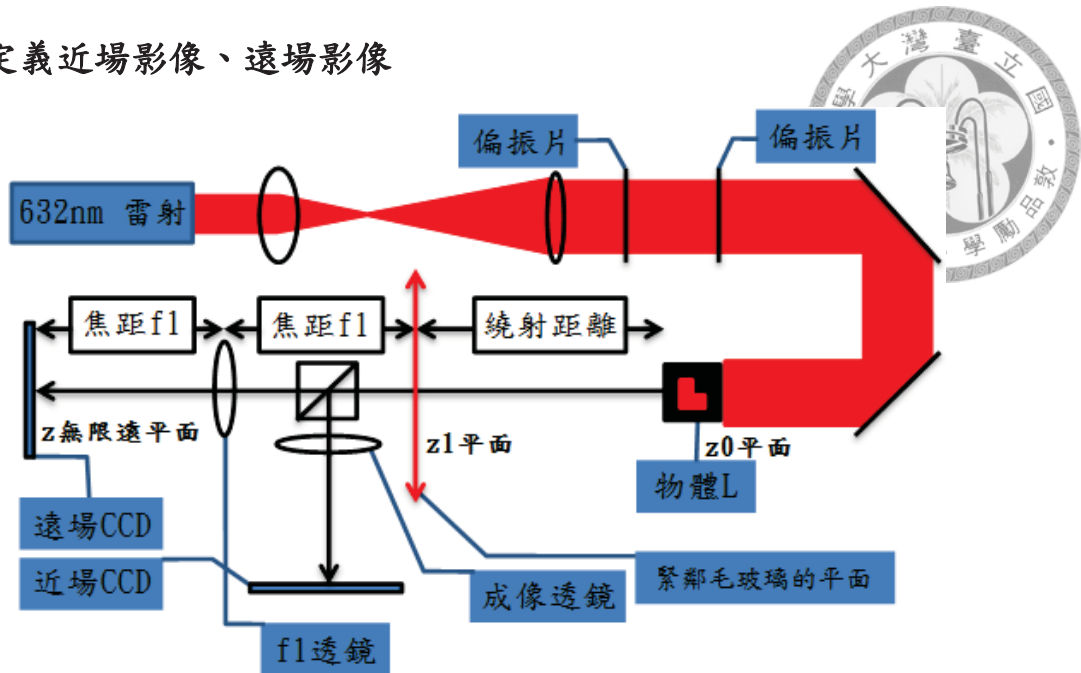 定義近場影像、遠場影像
偏振片
偏振片
632nm 雷射
焦距f1
焦距f1
繞射距離
z無限遠平面
z1平面
z0平面
物體L
遠場CCD
近場CCD
成像透鏡
緊鄰毛玻璃的平面
f1透鏡